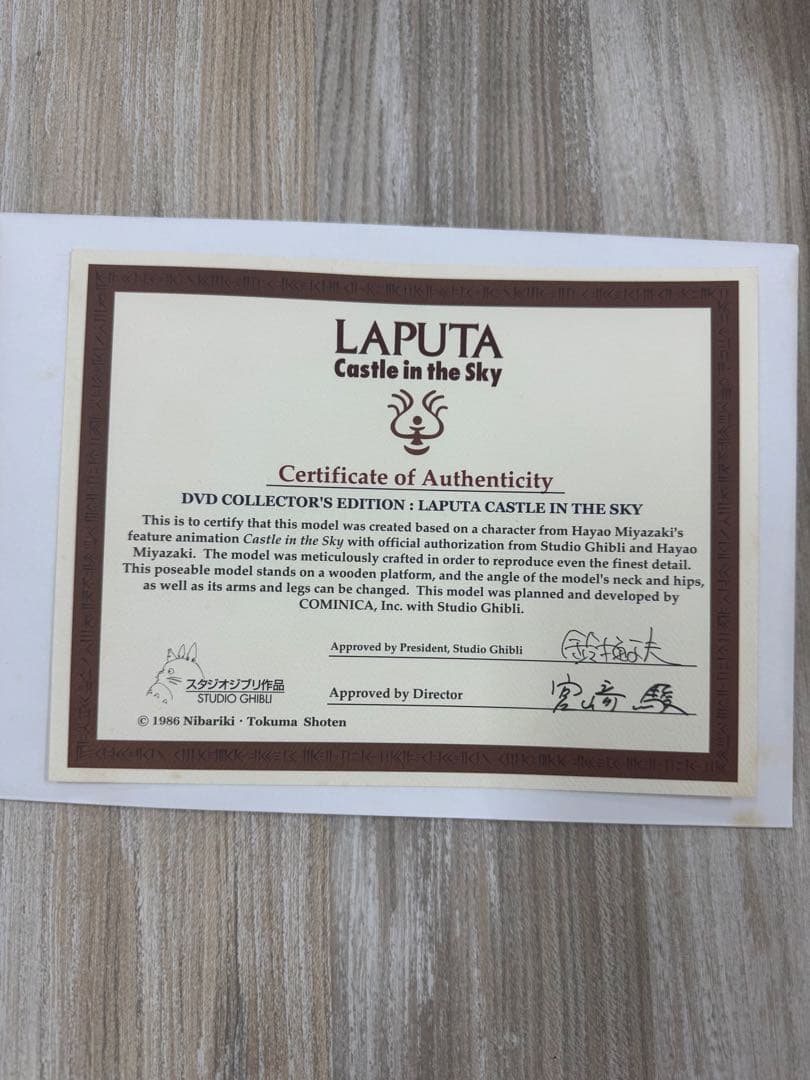 LAPUTA
Castle in the Sky
Certificate of Authenticity
DVD COLLECTOR'S EDITION : LAPUTA CASTLE IN THE SKY
This is to certify that this model was created based on a character from Hayao Miyazaki's
feature animation Castle in the Sky with official authorization from Studio Ghibli and Hayao
Miyazaki. The model was meticulously crafted in order to reproduce even the finest detail.
This poseable model stands on a wooden platform, and the angle of the model's neck and hips,
as well as its arms and legs can be changed. This model was planned and developed by
COMINICA, Inc. with Studio Ghibli.
Approved by President, Studio Ghibli 鈴木敏夫
スタジオジブリ作品
STUDIO GHIBLI
Approved by Director 宮崎 駿
© 1986 Nibariki · Tokuma Shoten